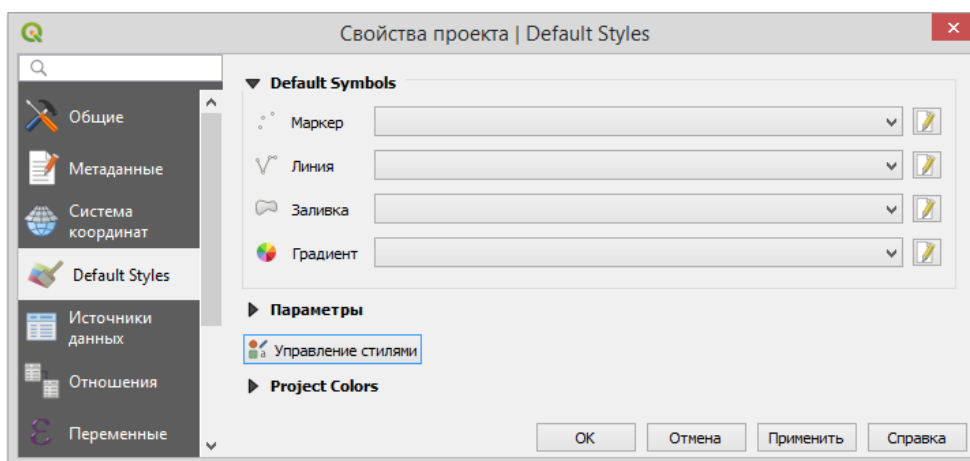 Свойства проекта | Default Styles
Общие
Метаданные
Система
координат
Default Styles
Источники
данных
Отношения
Переменные
Default Symbols
Маркер
Линия
Заливка
Градиент
Параметры
Управление стилями
Project Colors
ОК
Отмена
Применить
Справка